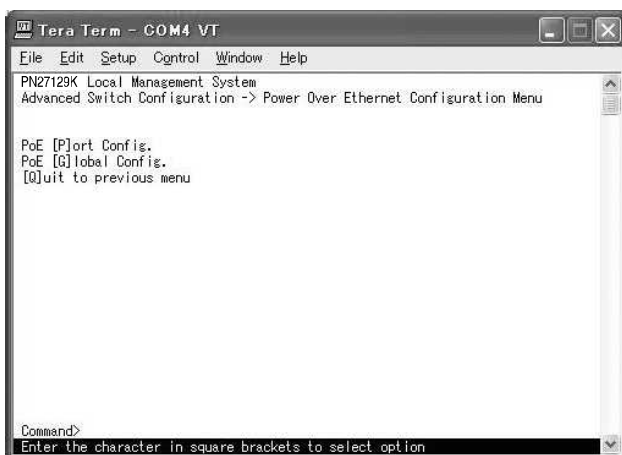 Tera Term - COM4 VT
File Edit Setup Control Window Help
PN27129K Local Management System
Advanced Switch Configuration -> Power Over Ethernet Configuration Menu
PoE [P]ort Config.
PoE [G]lobal Config.
[Q]uit to previous menu
Command>
Enter the character in square brackets to select option